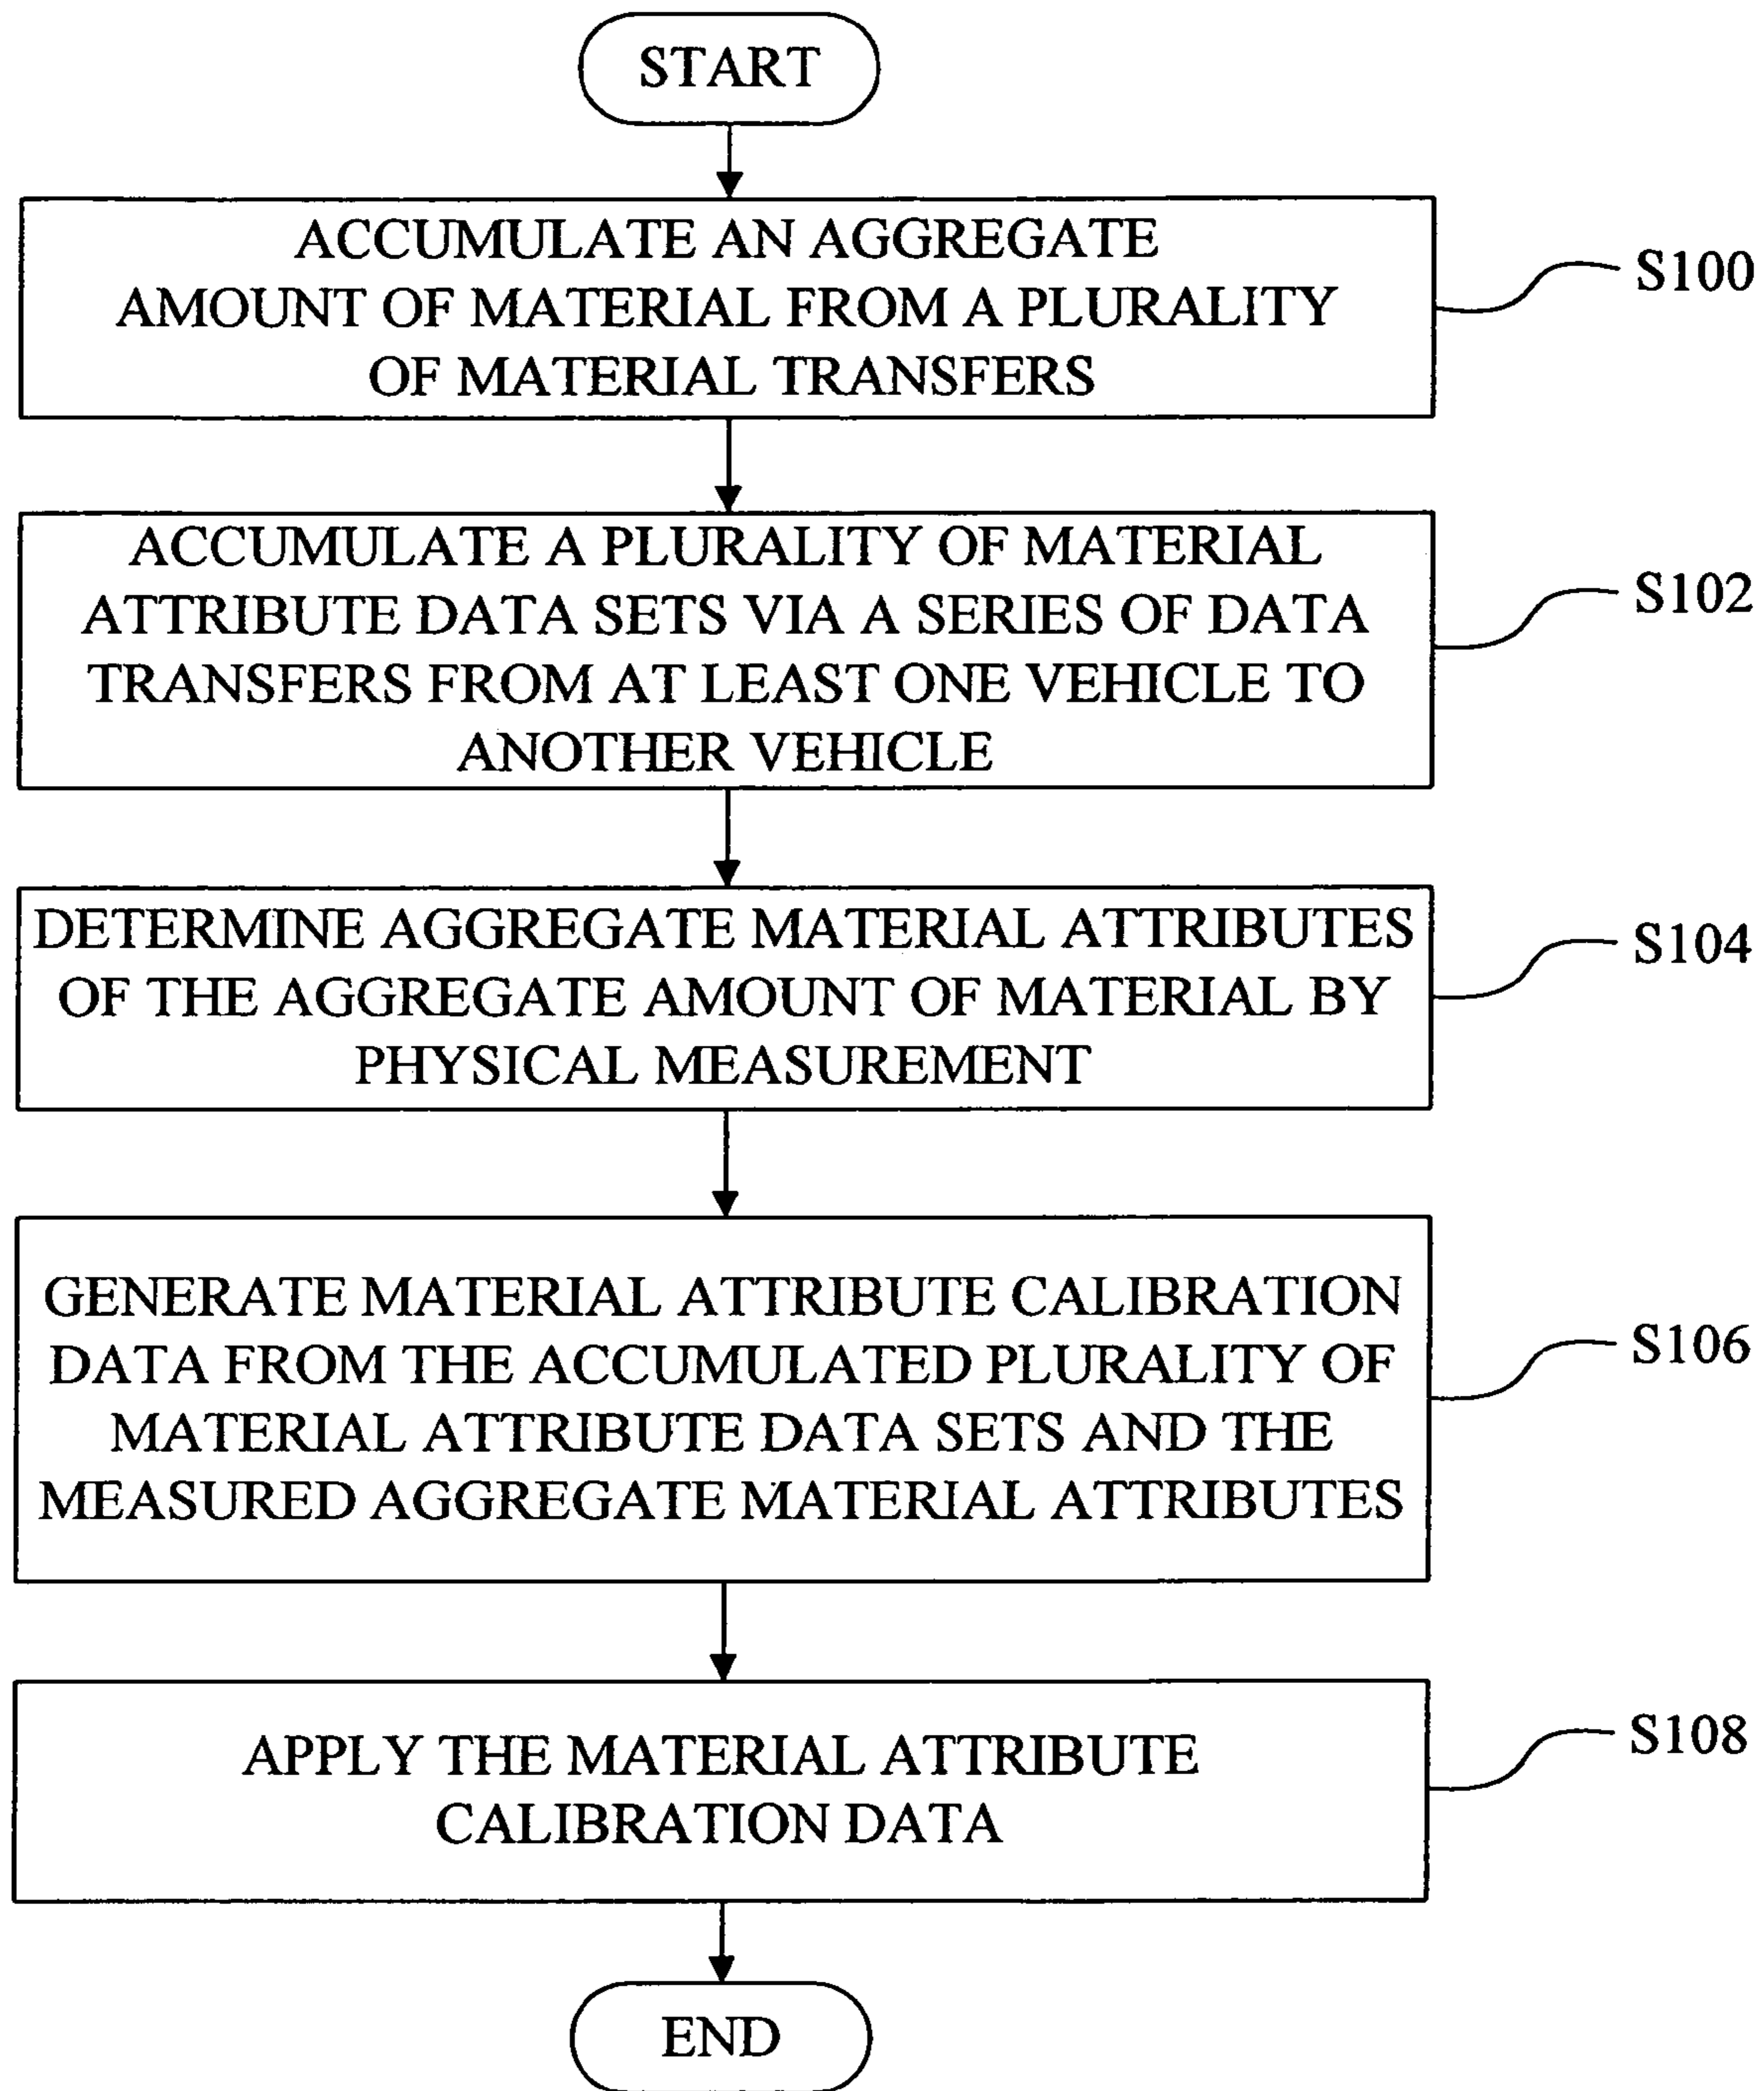 START
ACCUMULATE AN AGGREGATE
AMOUNT OF MATERIAL FROM A PLURALITY
OF MATERIAL TRANSFERS
S100
ACCUMULATE A PLURALITY OF MATERIAL
ATTRIBUTE DATA SETS VIA A SERIES OF DATA
TRANSFERS FROM AT LEAST ONE VEHICLE TO
ANOTHER VEHICLE
S102
DETERMINE AGGREGATE MATERIAL ATTRIBUTES
OF THE AGGREGATE AMOUNT OF MATERIAL BY
PHYSICAL MEASUREMENT
S104
GENERATE MATERIAL ATTRIBUTE CALIBRATION
DATA FROM THE ACCUMULATED PLURALITY OF
MATERIAL ATTRIBUTE DATA SETS AND THE
MEASURED AGGREGATE MATERIAL ATTRIBUTES
S106
APPLY THE MATERIAL ATTRIBUTE
CALIBRATION DATA
S108
END